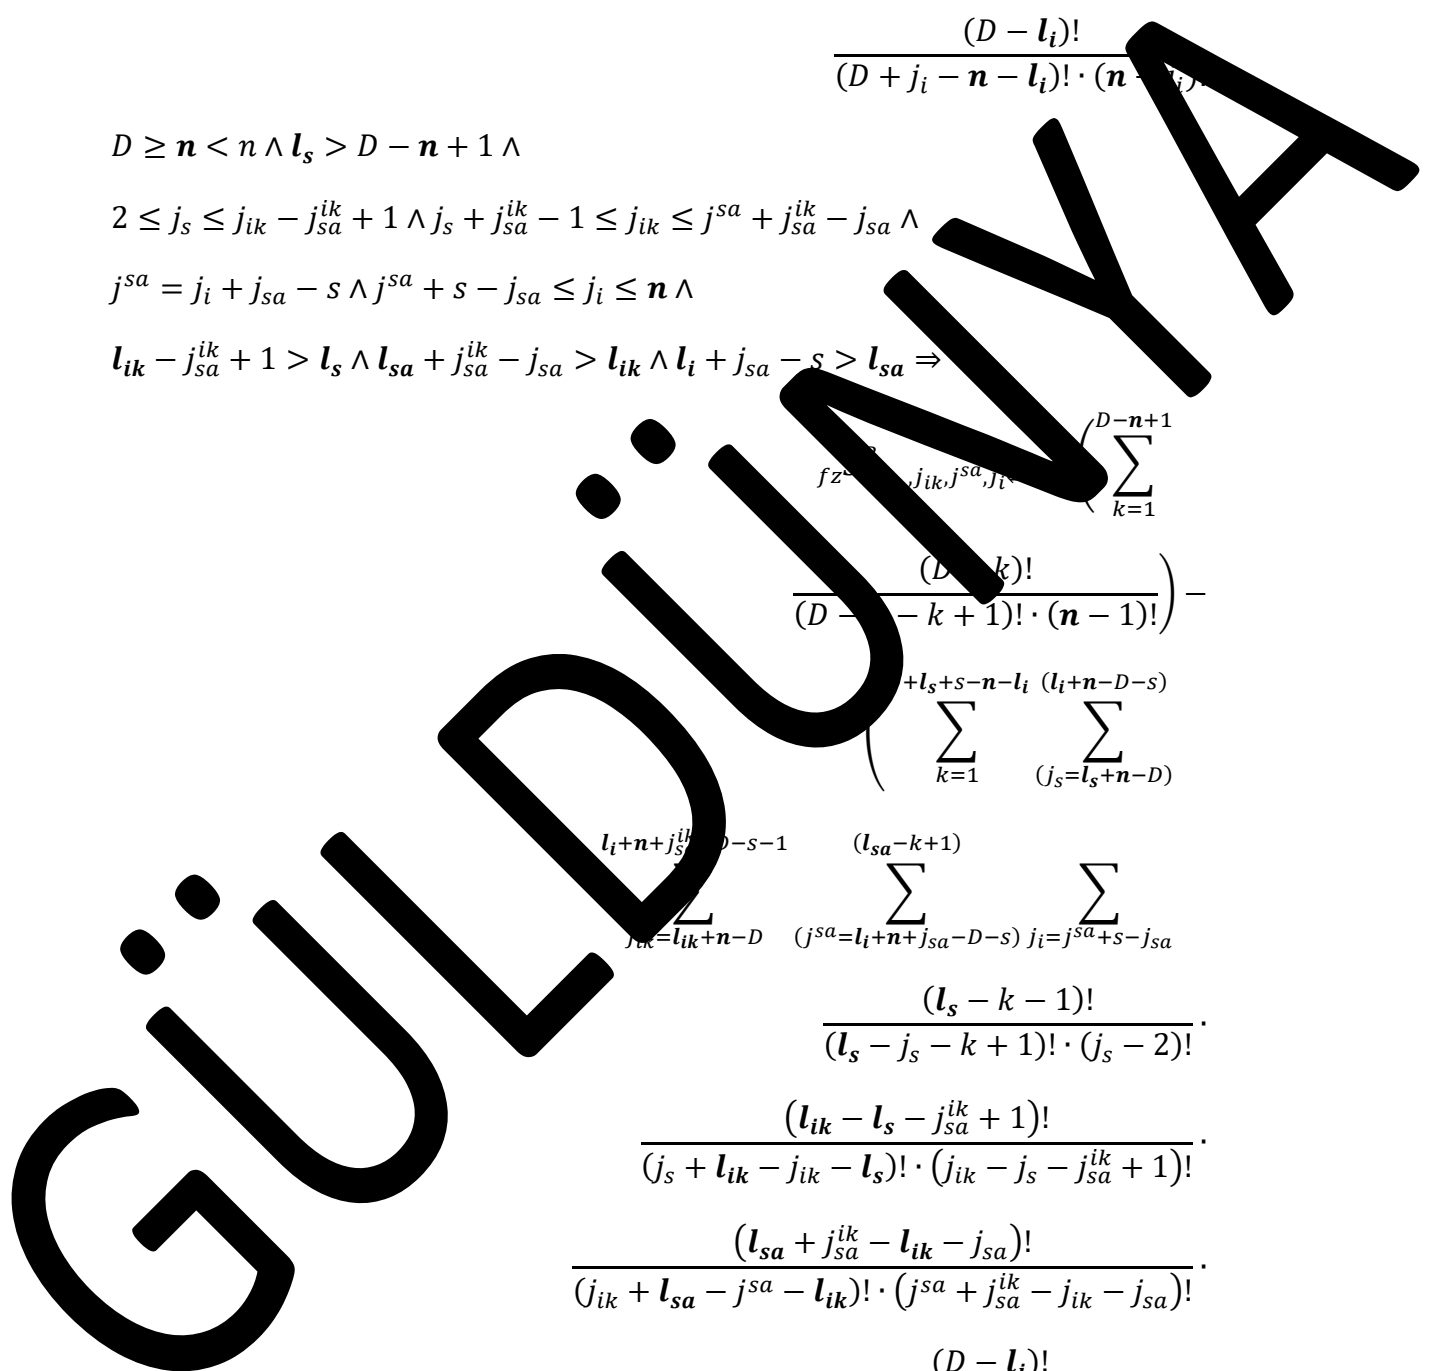 (D − l_i)!
(D + j_i − n − l_i)! · (n
D ≥ n < n ∧ l_s > D − n + 1 ∧
2 ≤ j_s ≤ j_ik − j_sa^ik + 1 ∧ j_s + j_sa^ik − 1 ≤ j_ik ≤ j^sa + j_sa^ik − j_sa ∧
j^sa = j_i + j_sa − s ∧ j^sa + s − j_sa ≤ j_i ≤ n ∧
l_ik − j_sa^ik + 1 > l_s ∧ l_sa + j_sa^ik − j_sa > l_ik ∧ l_i + j_sa − s > l_sa ⇒
D−n+1
fz ,j_ik,j^sa,j_i ( ∑
k=1
(D k)!
(D − − k + 1)! · (n − 1)! ) −
+l_s+s−n−l_i (l_i+n−D−s)
( ∑ ∑
k=1 (j_s=l_s+n−D)
l_i+n+j_sa^ik D−s−1 (l_sa−k+1)
∑ ∑ ∑
j_ik=l_ik+n−D (j^sa=l_i+n+j_sa−D−s) j_i=j^sa+s−j_sa
(l_s − k − 1)!
(l_s − j_s − k + 1)! · (j_s − 2)! ·
(l_ik − l_s − j_sa^ik + 1)!
(j_s + l_ik − j_ik − l_s)! · (j_ik − j_s − j_sa^ik + 1)! ·
(l_sa + j_sa^ik − l_ik − j_sa)!
(j_ik + l_sa − j^sa − l_ik)! · (j^sa + j_sa^ik − j_ik − j_sa)! ·
(D − l_i)!
GÜLDÜNYA